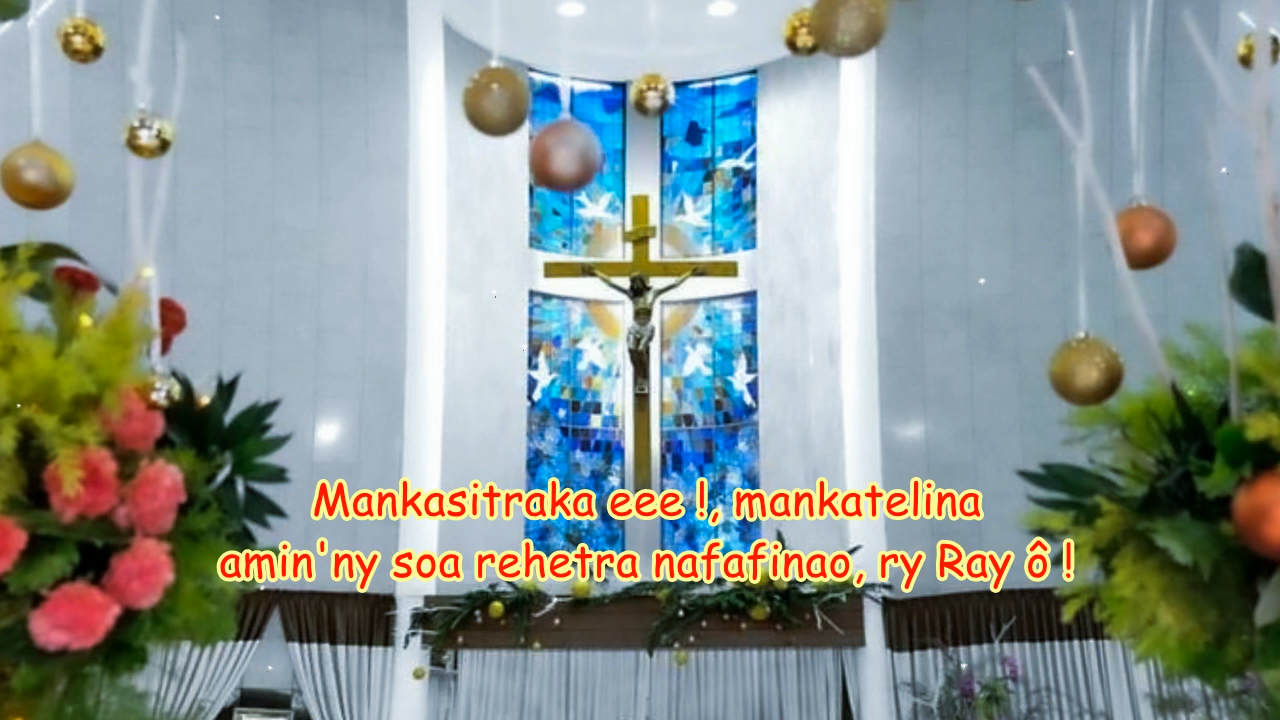 Mankasitraka eee !, mankatelina
amin'ny soa rehetra nafafinao, ry Ray ô !